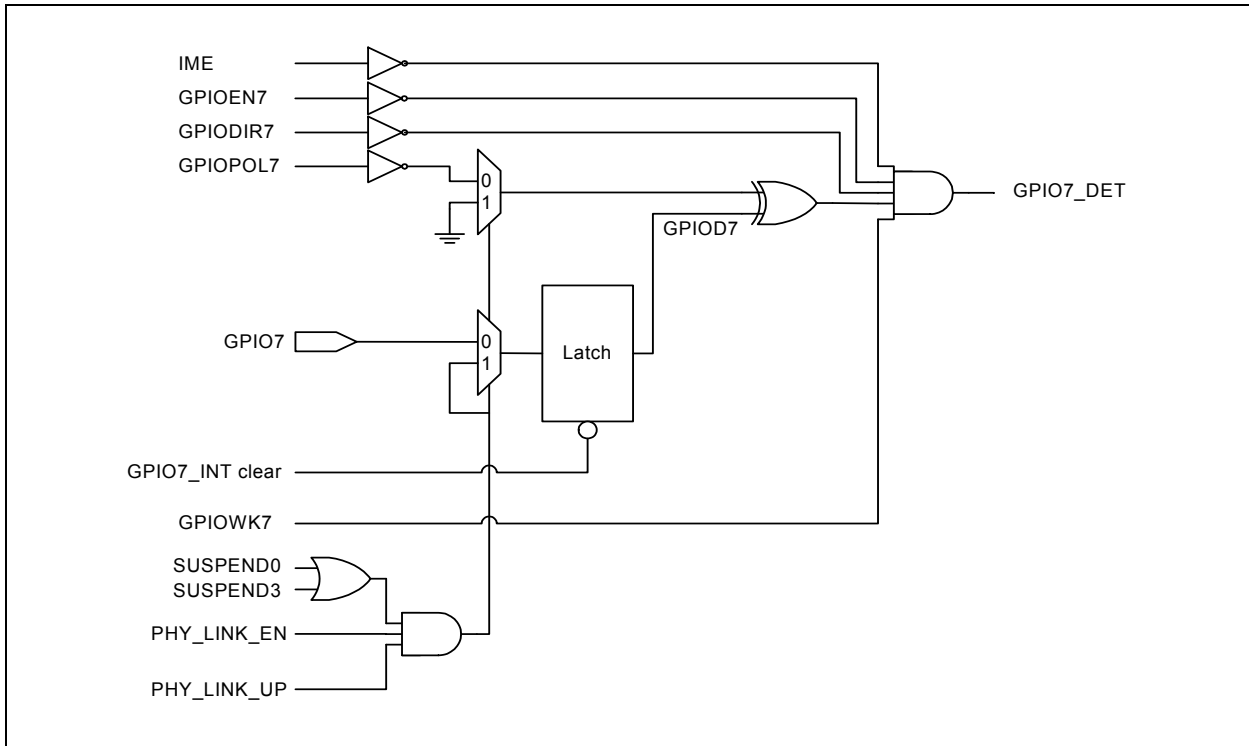 IME
GPIOEN7
GPIODIR7
GPIOPOL7
0
1
GPIO7_DET
GPIOD7
GPIO7
0
1
Latch
GPIO7_INT clear
GPIOWK7
SUSPEND0
SUSPEND3
PHY_LINK_EN
PHY_LINK_UP